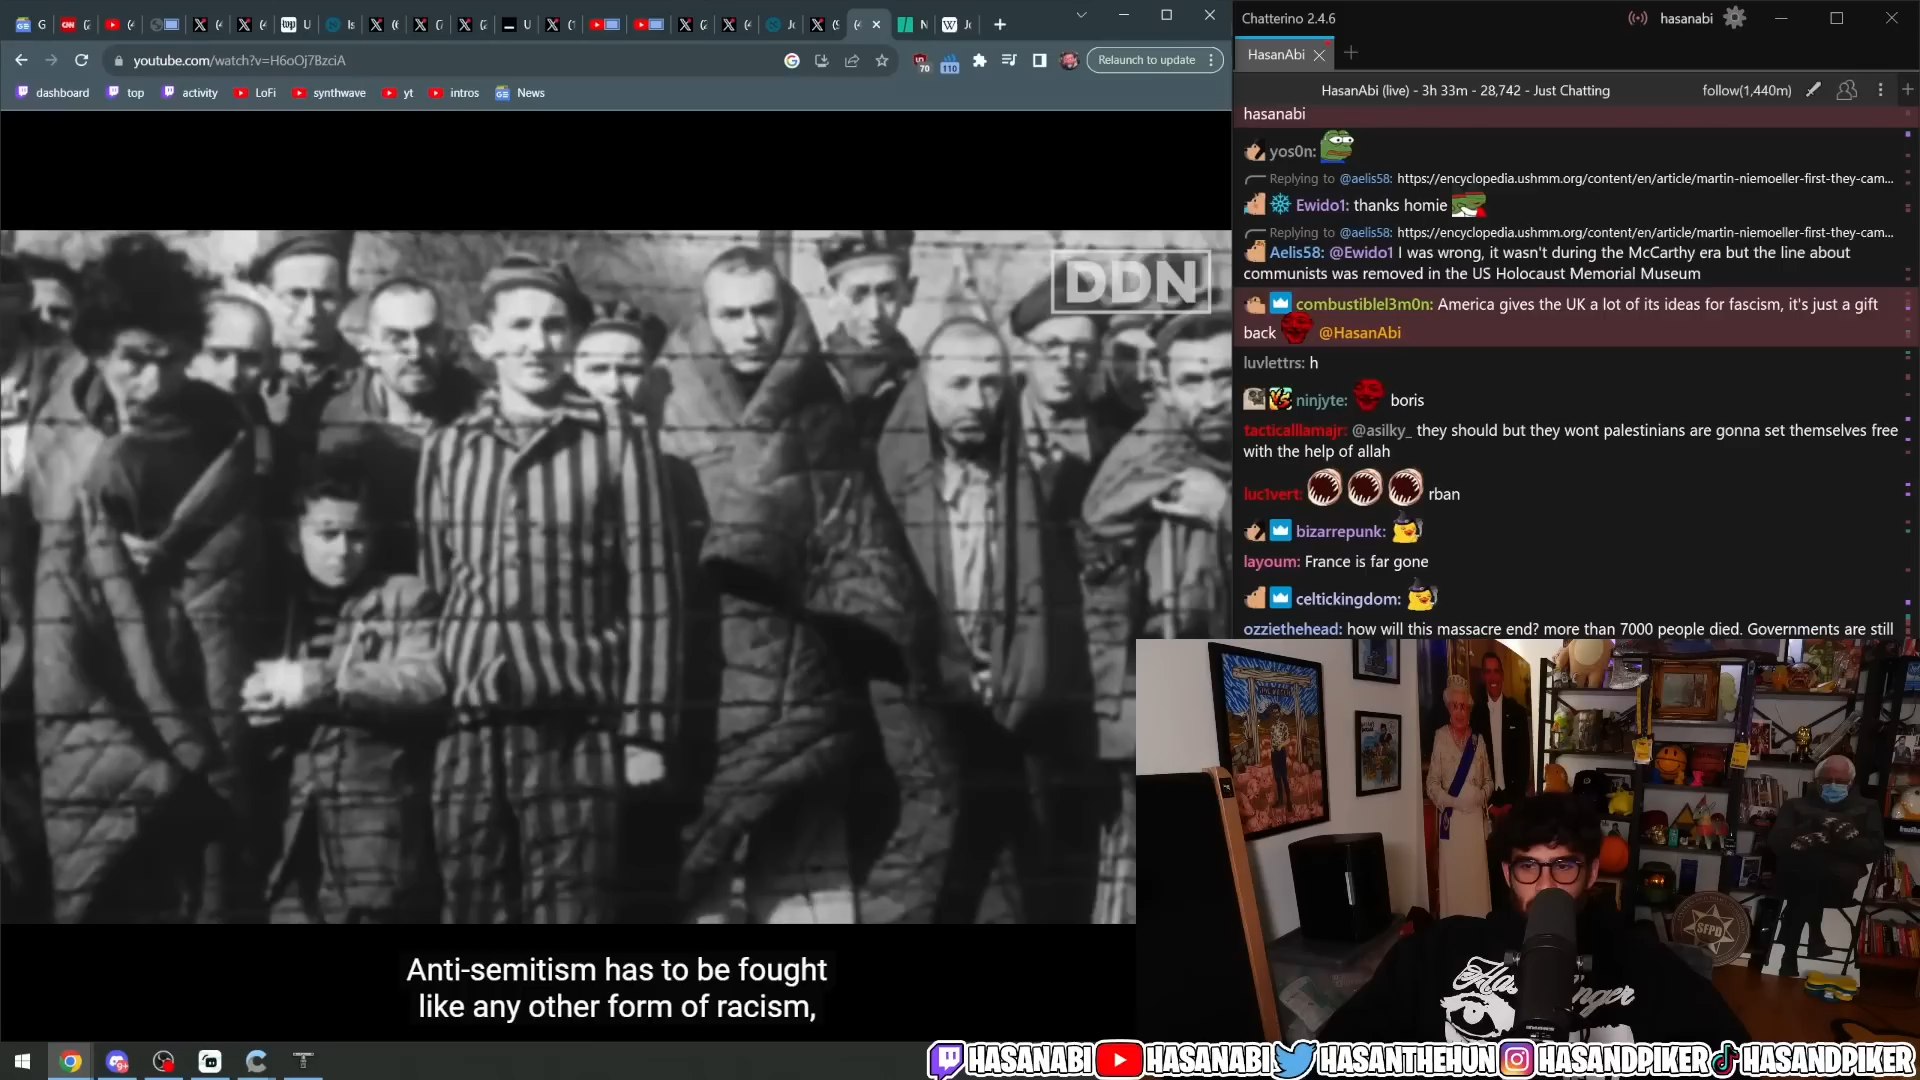 youtube.com/watch?v=H6oOj7BzciA
Relaunch to update
dashboard
top
activity
LoFi
synthwave
yt
intros
News
DDN
Anti-semitism has to be fought
like any other form of racism,
Chatterino 2.4.6
hasanabi
HasanAbi
HasanAbi (live) - 3h 33m - 28,742 - Just Chatting
follow(1,440m)
hasanabi
yos0n:
Replying to @aelis58: https://encyclopedia.ushmm.org/content/en/article/martin-niemoeller-first-they-cam...
Ewido1: thanks homie
Replying to @aelis58: https://encyclopedia.ushmm.org/content/en/article/martin-niemoeller-first-they-cam...
Aelis58: @Ewido1 I was wrong, it wasn't during the McCarthy era but the line about
communists was removed in the US Holocaust Memorial Museum
combustiblel3m0n: America gives the UK a lot of its ideas for fascism, it's just a gift
back @HasanAbi
luvlettrs: h
ninjyte: boris
tacticalllamajr: @asilky_ they should but they wont palestinians are gonna set themselves free
with the help of allah
luc1vert: rban
bizarrepunk:
layoum: France is far gone
celtickingdom:
ozziethehead: how will this massacre end? more than 7000 people died. Governments are still
SFPD
HASANABI HASANABI HASANTHEHUN HASANDPIKER HASANDPIKER